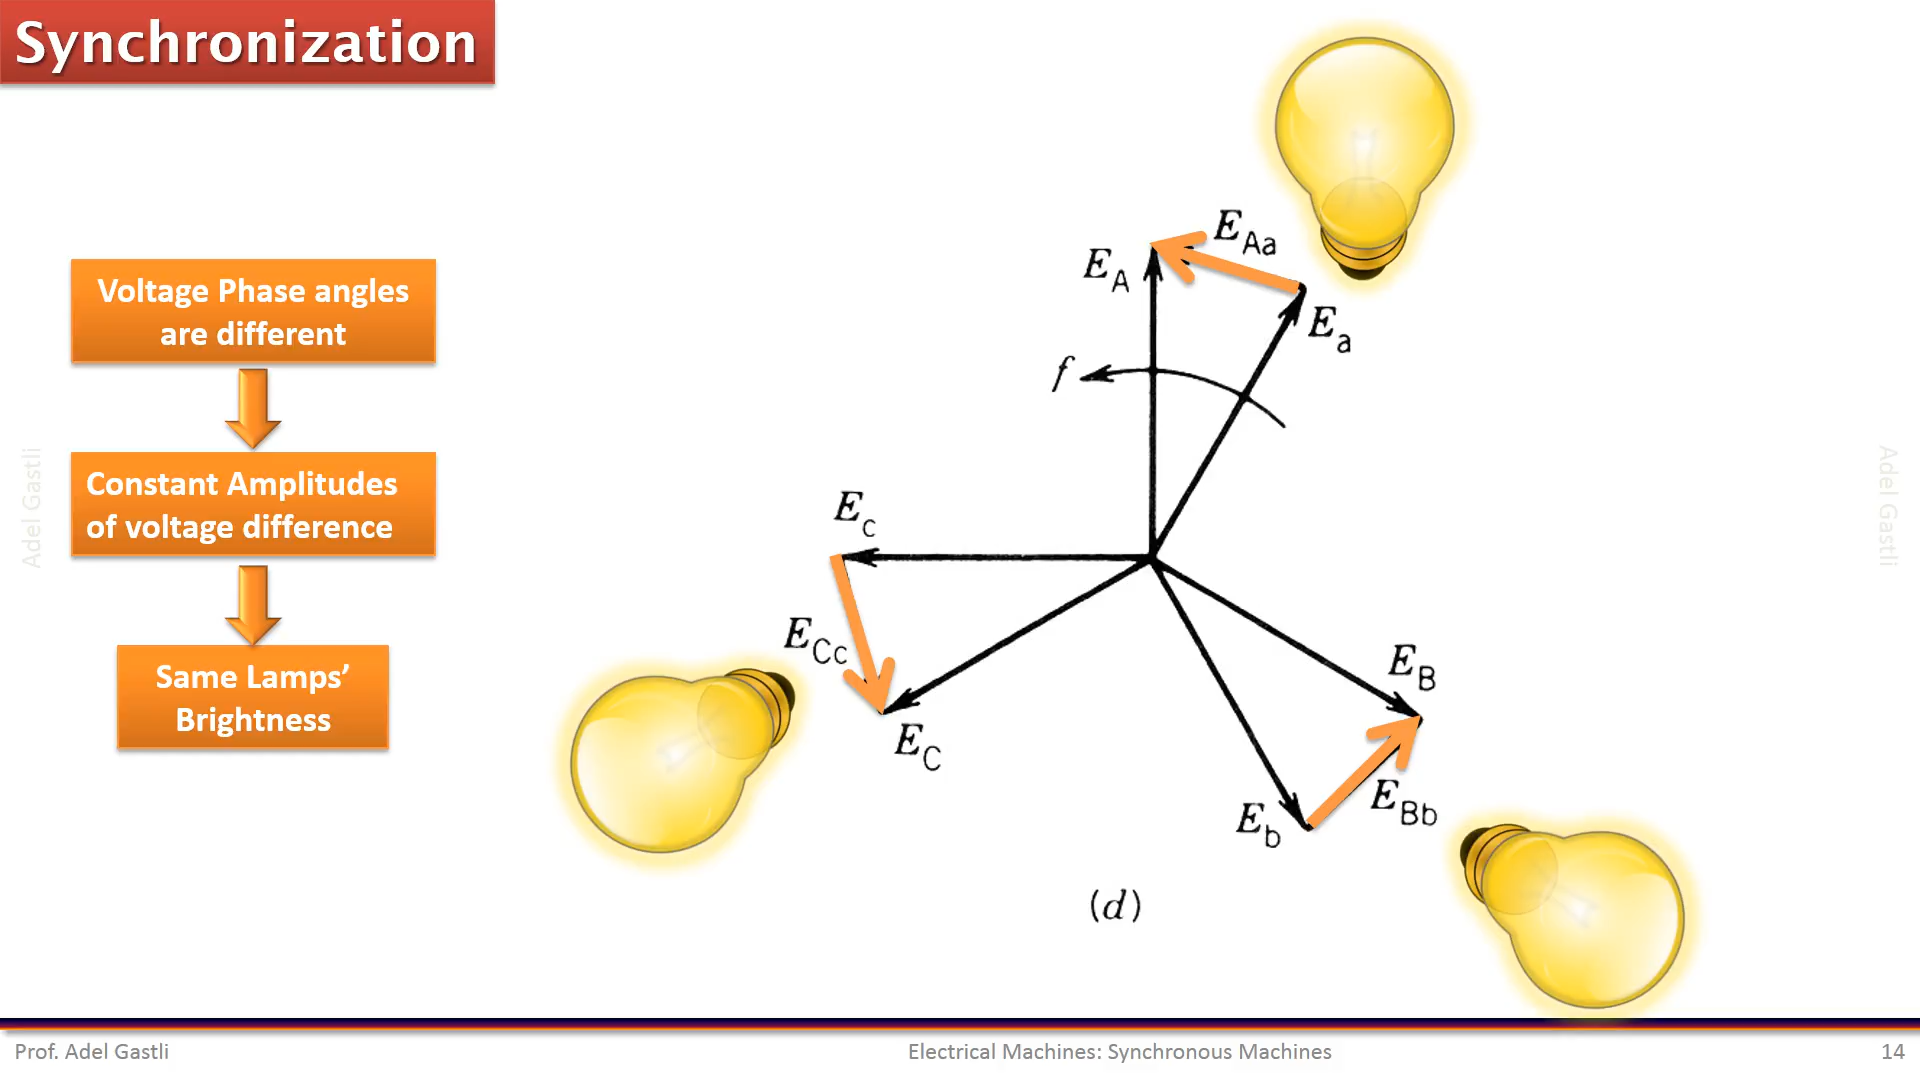 Synchronization
Voltage Phase angles
are different
Constant Amplitudes
of voltage difference
Same Lamps’
Brightness
E_Aa
E_A
E_a
f
E_c
E_Cc
E_C
E_B
E_Bb
E_b
(d)
Adel Gastli
Adel Gastli
Prof. Adel Gastli
Electrical Machines: Synchronous Machines
14